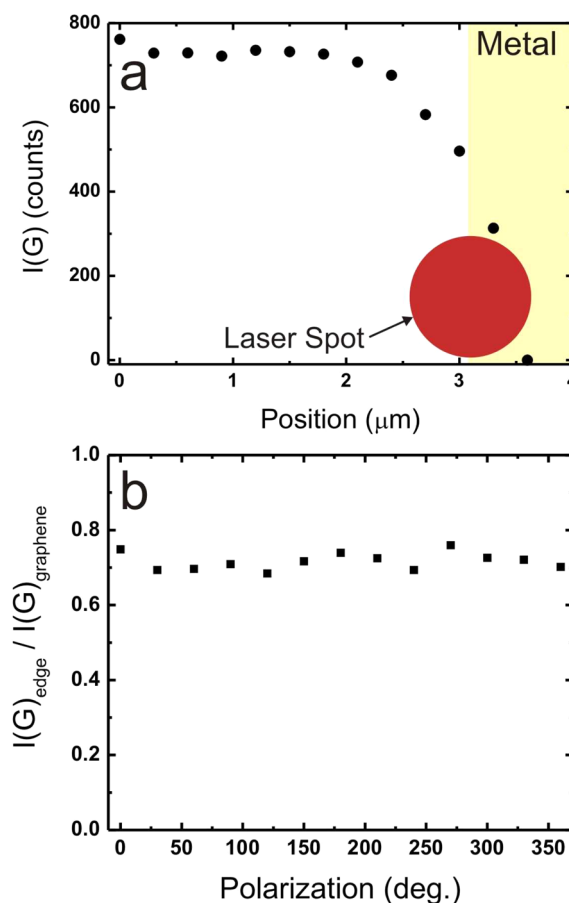 800
600
400
200
0
I(G) (counts)
a
Metal
Laser Spot
0 1 2 3 4
Position (μm)
1.0
0.8
0.6
0.4
0.2
0.0
I(G)edge / I(G)graphene
b
0 50 100 150 200 250 300 350
Polarization (deg.)